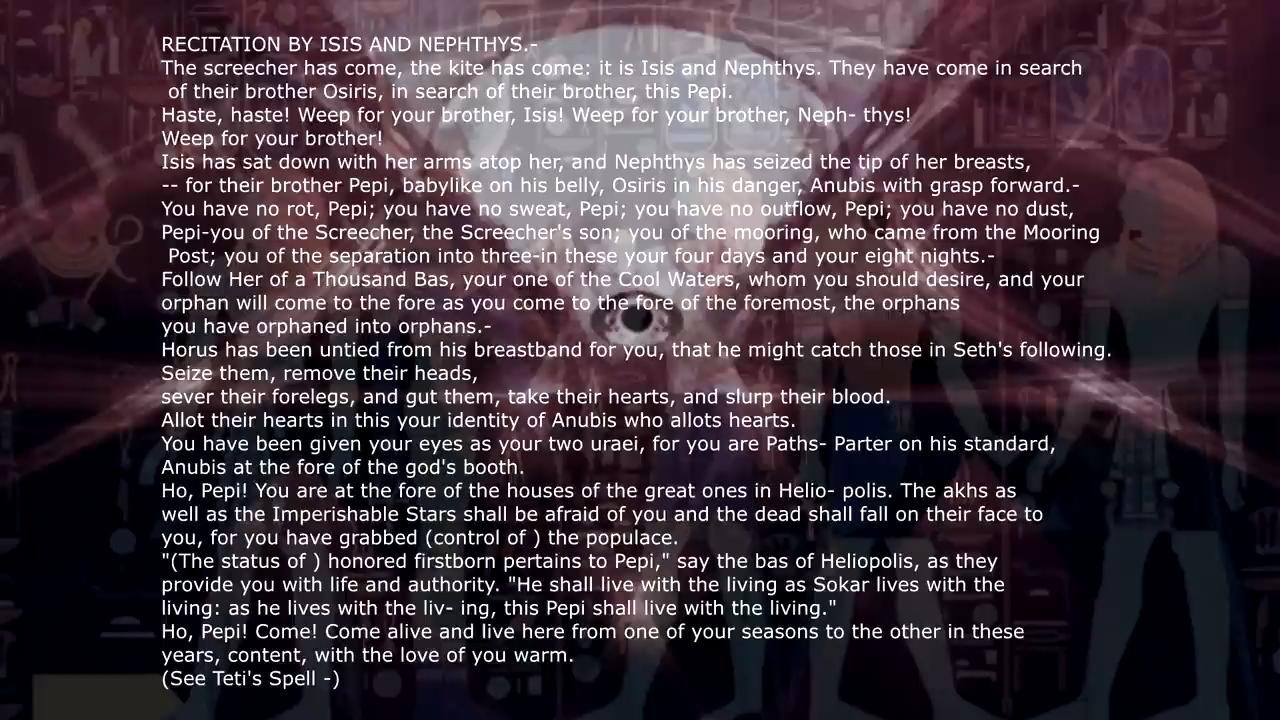 RECITATION BY ISIS AND NEPHTHYS.-
The screecher has come, the kite has come: it is Isis and Nephthys. They have come in search
of their brother Osiris, in search of their brother, this Pepi.
Haste, haste! Weep for your brother, Isis! Weep for your brother, Neph- thys!
Weep for your brother!
Isis has sat down with her arms atop her, and Nephthys has seized the tip of her breasts,
-- for their brother Pepi, babylike on his belly, Osiris in his danger, Anubis with grasp forward.-
You have no rot, Pepi; you have no sweat, Pepi; you have no outflow, Pepi; you have no dust,
Pepi-you of the Screecher, the Screecher's son; you of the mooring, who came from the Mooring
Post; you of the separation into three-in these your four days and your eight nights.-
Follow Her of a Thousand Bas, your one of the Cool Waters, whom you should desire, and your
orphan will come to the fore as you come to the fore of the foremost, the orphans
you have orphaned into orphans.-
Horus has been untied from his breastband for you, that he might catch those in Seth's following.
Seize them, remove their heads,
sever their forelegs, and gut them, take their hearts, and slurp their blood.
Allot their hearts in this your identity of Anubis who allots hearts.
You have been given your eyes as your two uraei, for you are Paths- Parter on his standard,
Anubis at the fore of the god's booth.
Ho, Pepi! You are at the fore of the houses of the great ones in Helio- polis. The akhs as
well as the Imperishable Stars shall be afraid of you and the dead shall fall on their face to
you, for you have grabbed (control of ) the populace.
"(The status of ) honored firstborn pertains to Pepi," say the bas of Heliopolis, as they
provide you with life and authority. "He shall live with the living as Sokar lives with the
living: as he lives with the liv- ing, this Pepi shall live with the living."
Ho, Pepi! Come! Come alive and live here from one of your seasons to the other in these
years, content, with the love of you warm.
(See Teti's Spell -)